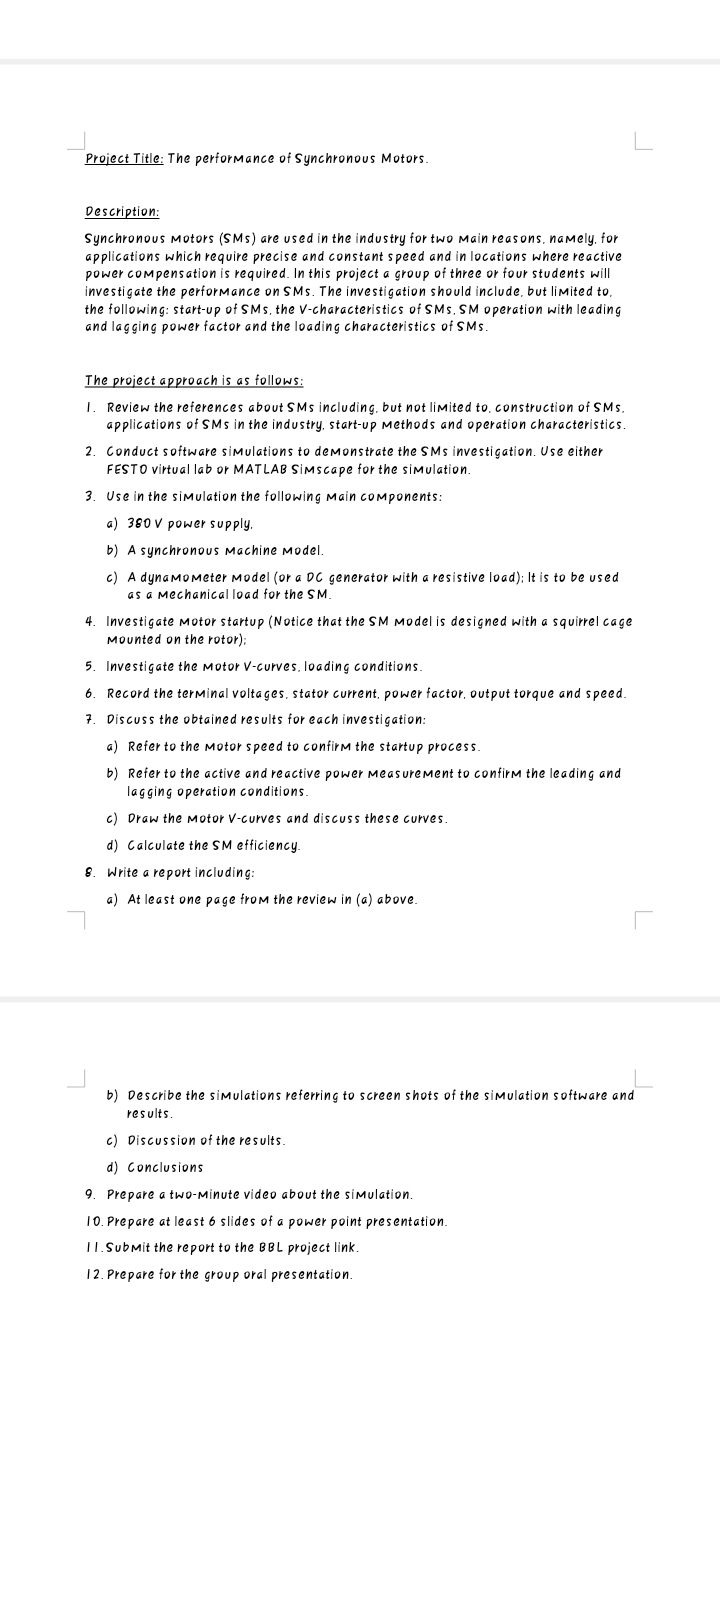 Project Title: The performance of Synchronous Motors.
Description:
Synchronous motors (SMs) are used in the industry for two main reasons, namely, for
applications which require precise and constant speed and in locations where reactive
power compensation is required. In this project a group of three or four students will
investigate the performance on SMs. The investigation should include, but limited to,
the following: start-up of SMs, the V-characteristics of SMs, SM operation with leading
and lagging power factor and the loading characteristics of SMs.
The project approach is as follows:
1. Review the references about SMs including, but not limited to, construction of SMs,
applications of SMs in the industry, start-up methods and operation characteristics.
2. Conduct software simulations to demonstrate the SMs investigation. Use either
FESTO virtual lab or MATLAB Simscape for the simulation.
3. Use in the simulation the following main components:
a) 380 V power supply,
b) A synchronous machine model.
c) A dynamometer model (or a DC generator with a resistive load); It is to be used
as a mechanical load for the SM.
4. Investigate motor startup (Notice that the SM model is designed with a squirrel cage
mounted on the rotor);
5. Investigate the motor V-curves, loading conditions.
6. Record the terminal voltages, stator current, power factor, output torque and speed.
7. Discuss the obtained results for each investigation:
a) Refer to the motor speed to confirm the startup process.
b) Refer to the active and reactive power measurement to confirm the leading and
lagging operation conditions.
c) Draw the motor V-curves and discuss these curves.
d) Calculate the SM efficiency.
8. Write a report including:
a) At least one page from the review in (a) above.
b) Describe the simulations referring to screen shots of the simulation software and
results.
c) Discussion of the results.
d) Conclusions
9. Prepare a two-minute video about the simulation.
10. Prepare at least 6 slides of a power point presentation.
11. Submit the report to the BBL project link.
12. Prepare for the group oral presentation.